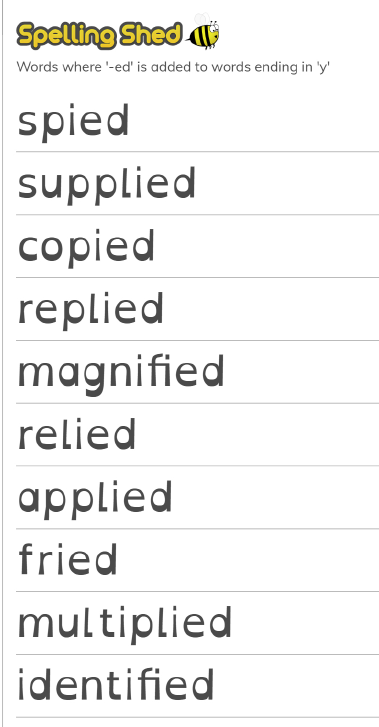 Spelling Shed
Words where '-ed' is added to words ending in 'y'
spied
supplied
copied
replied
magnified
relied
applied
fried
multiplied
identified